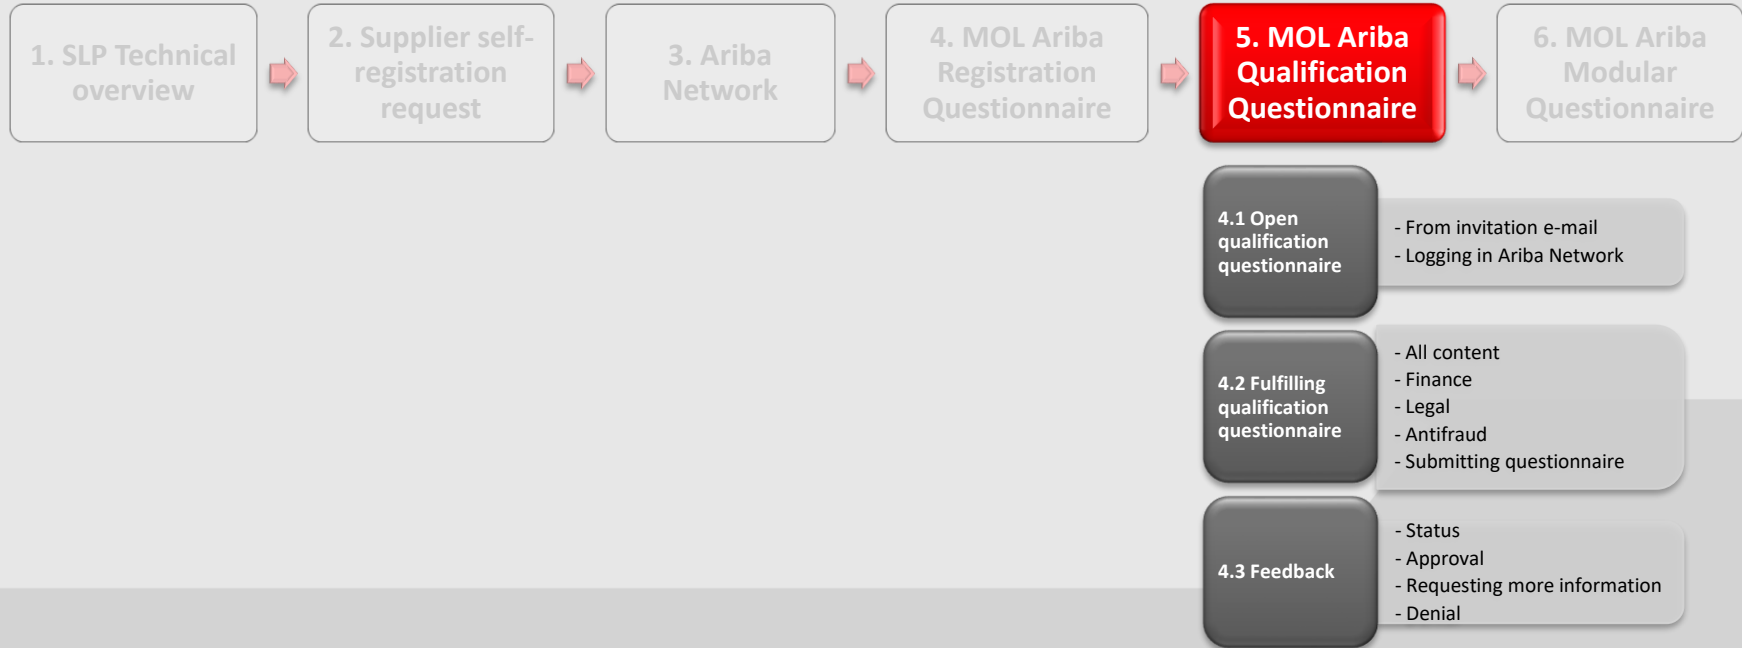 1. SLP Technical
overview
2. Supplier self-
registration
request
3. Ariba
Network
4. MOL Ariba
Registration
Questionnaire
5. MOL Ariba
Qualification
Questionnaire
6. MOL Ariba
Modular
Questionnaire
4.1 Open
qualification
questionnaire
- From invitation e-mail
- Logging in Ariba Network
4.2 Fulfilling
qualification
questionnaire
- All content
- Finance
- Legal
- Antifraud
- Submitting questionnaire
4.3 Feedback
- Status
- Approval
- Requesting more information
- Denial